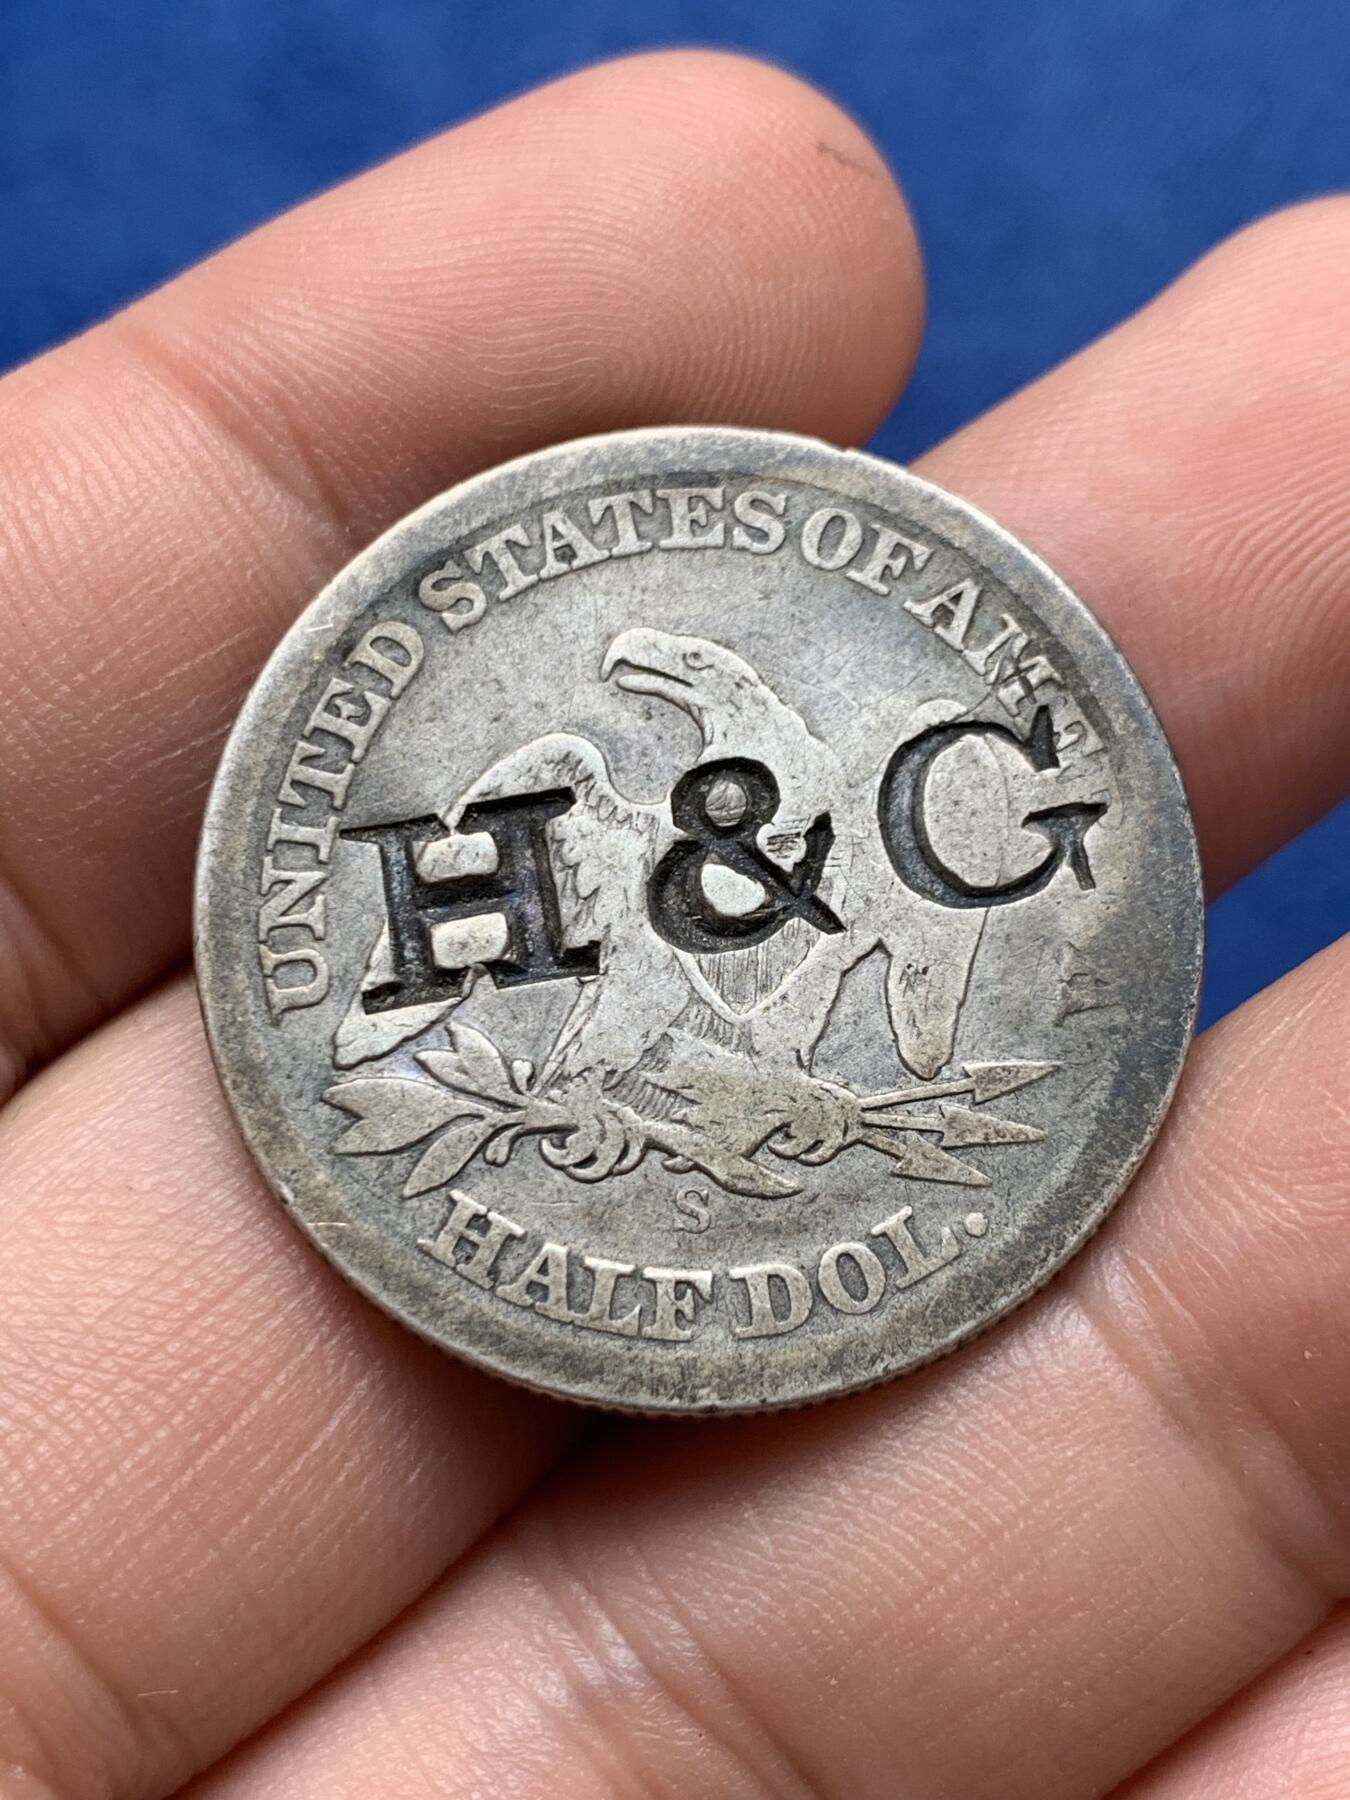 UNITED STATES OF AME A
H & G
S
HALF DOL.